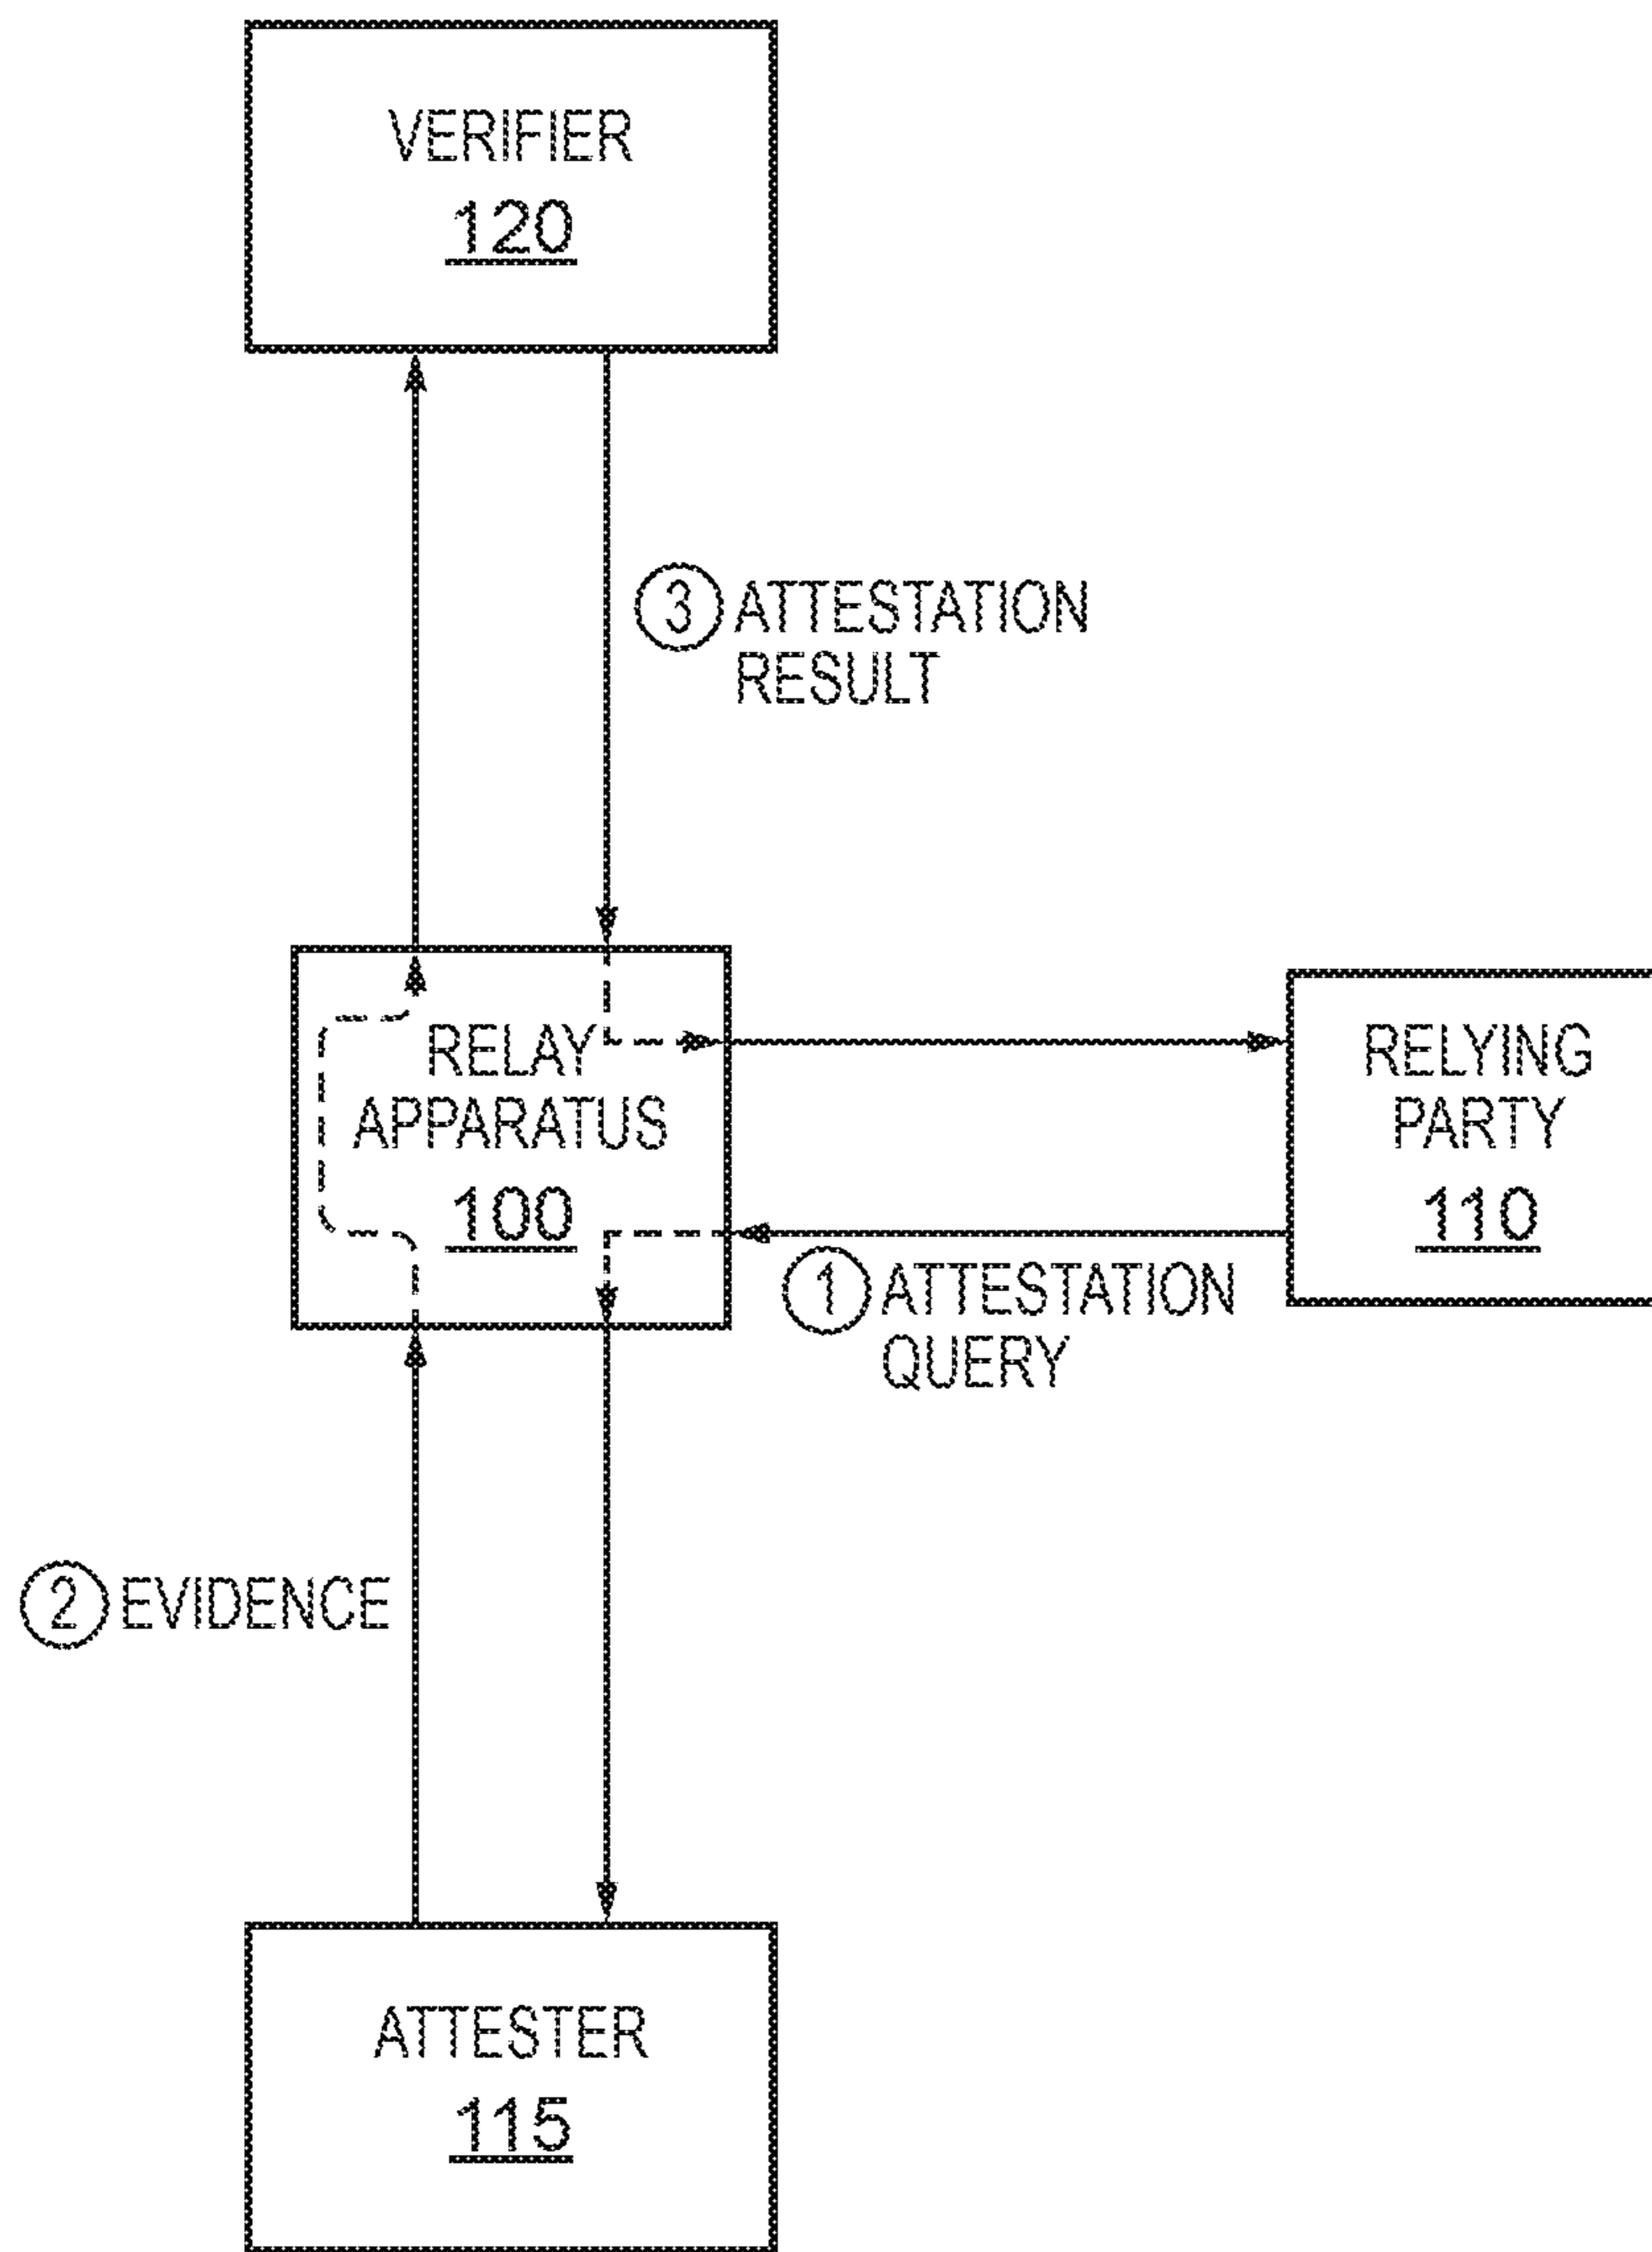 VERIFIER
120
3 ATTESTATION
RESULT
RELAY
APPARATUS
100
RELYING
PARTY
110
1 ATTESTATION
QUERY
2 EVIDENCE
ATTESTER
115